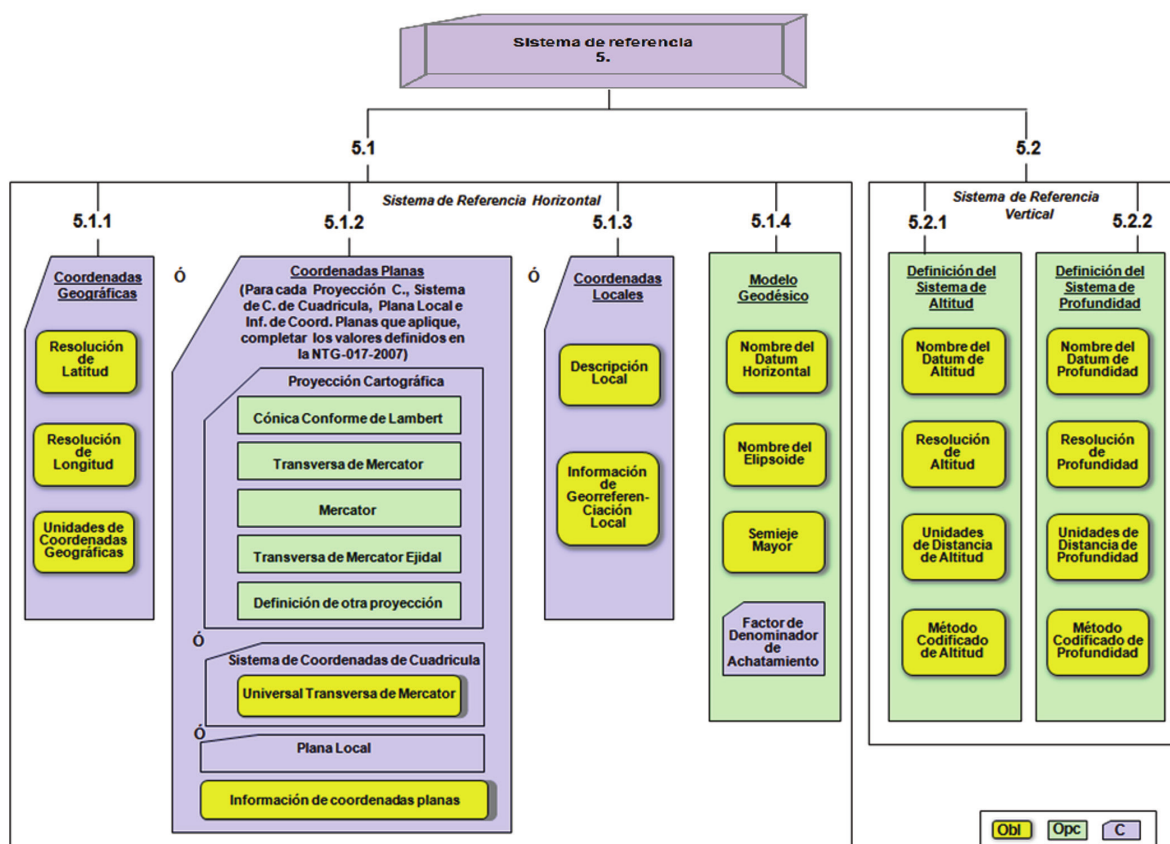 Sistema de referencia
5.
5.1
5.2
Sistema de Referencia Horizontal
Sistema de Referencia
Vertical
5.1.1
5.1.2
5.1.3
5.1.4
5.2.1
5.2.2
Coordenadas
Geográficas
Resolución
de
Latitud
Resolución
de
Longitud
Unidades de
Coordenadas
Geográficas
Ó
Coordenadas Planas
(Para cada Proyección C., Sistema
de C. de Cuadricula, Plana Local e
Inf. de Coord. Planas que aplique,
completar los valores definidos en
la NTG-017-2007)
Proyección Cartográfica
Cónica Conforme de Lambert
Transversa de Mercator
Mercator
Transversa de Mercator Ejidal
Definición de otra proyección
Ó
Sistema de Coordenadas de Cuadricula
Universal Transversa de Mercator
Ó
Plana Local
Información de coordenadas planas
Ó
Coordenadas
Locales
Descripción
Local
Información
de
Georreferen-
Ciación
Local
Modelo
Geodésico
Nombre del
Datum
Horizontal
Nombre del
Elipsoide
Semieje
Mayor
Factor de
Denominador
de
Achatamiento
Definición del
Sistema de
Altitud
Nombre del
Datum de
Altitud
Resolución
de
Altitud
Unidades
de Distancia
de Altitud
Método
Codificado
de Altitud
Definición del
Sistema de
Profundidad
Nombre del
Datum de
Profundidad
Resolución
de
Profundidad
Unidades de
Distancia de
Profundidad
Método
Codificado de
Profundidad
Obl
Opc
C